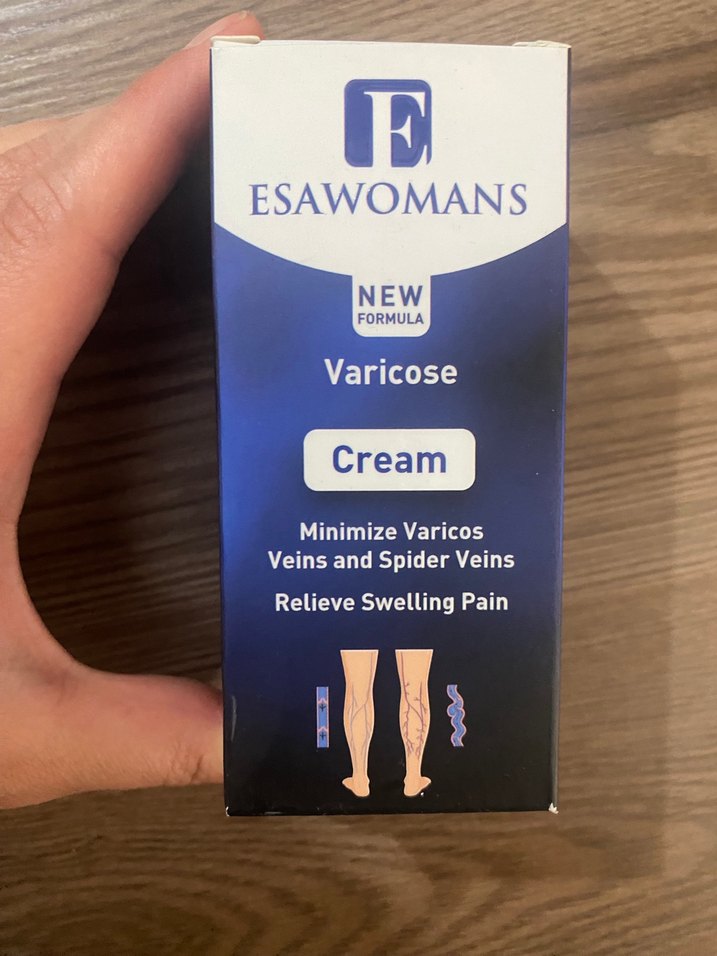 E
ESAWOMANS
NEW
FORMULA
Varicose
Cream
Minimize Varicos
Veins and Spider Veins
Relieve Swelling Pain